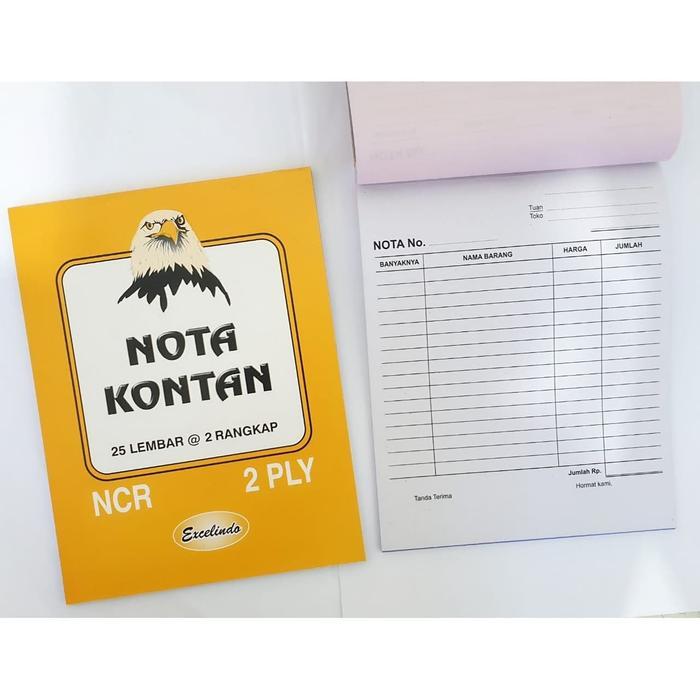 NOTA
KONTAN
25 LEMBAR @ 2 RANGKAP
NCR 2 PLY
Excelindo
Tuan
Toko
NOTA No.
BANYAKNYA NAMA BARANG HARGA JUMLAH
Jumlah Rp.
Tanda Terima Hormat kami,